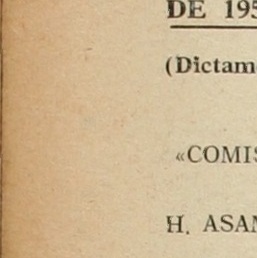 DE 195
(Dictam
«COMIS
H. ASAM